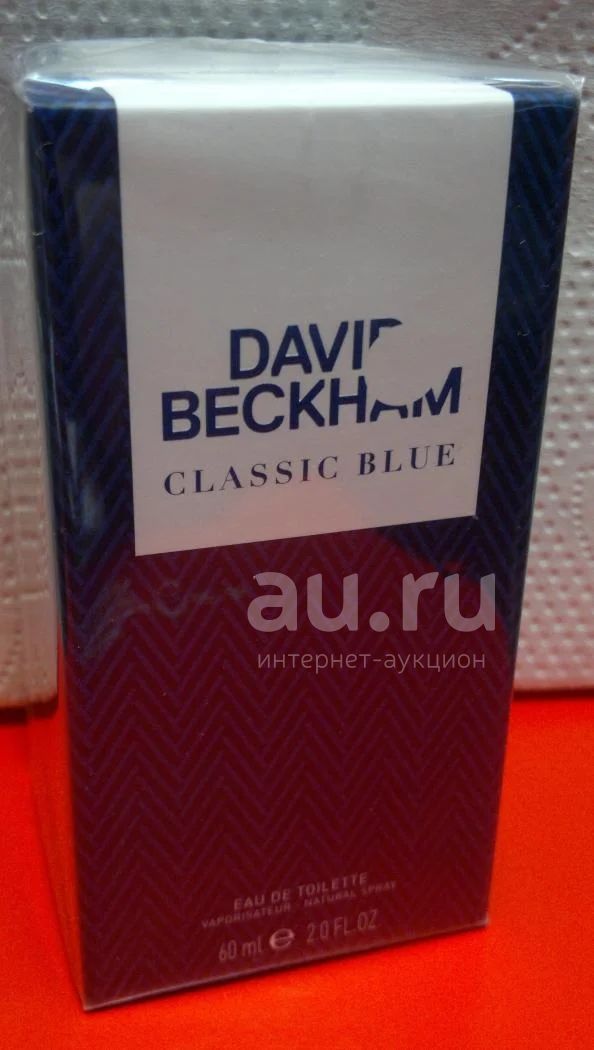 DAVID
BECKHAM
CLASSIC BLUE
au.ru
интернет-аукцион
EAU DE TOILETTE
VAPORISATEUR - NATURAL SPRAY
60 ml e 2.0 FL.OZ